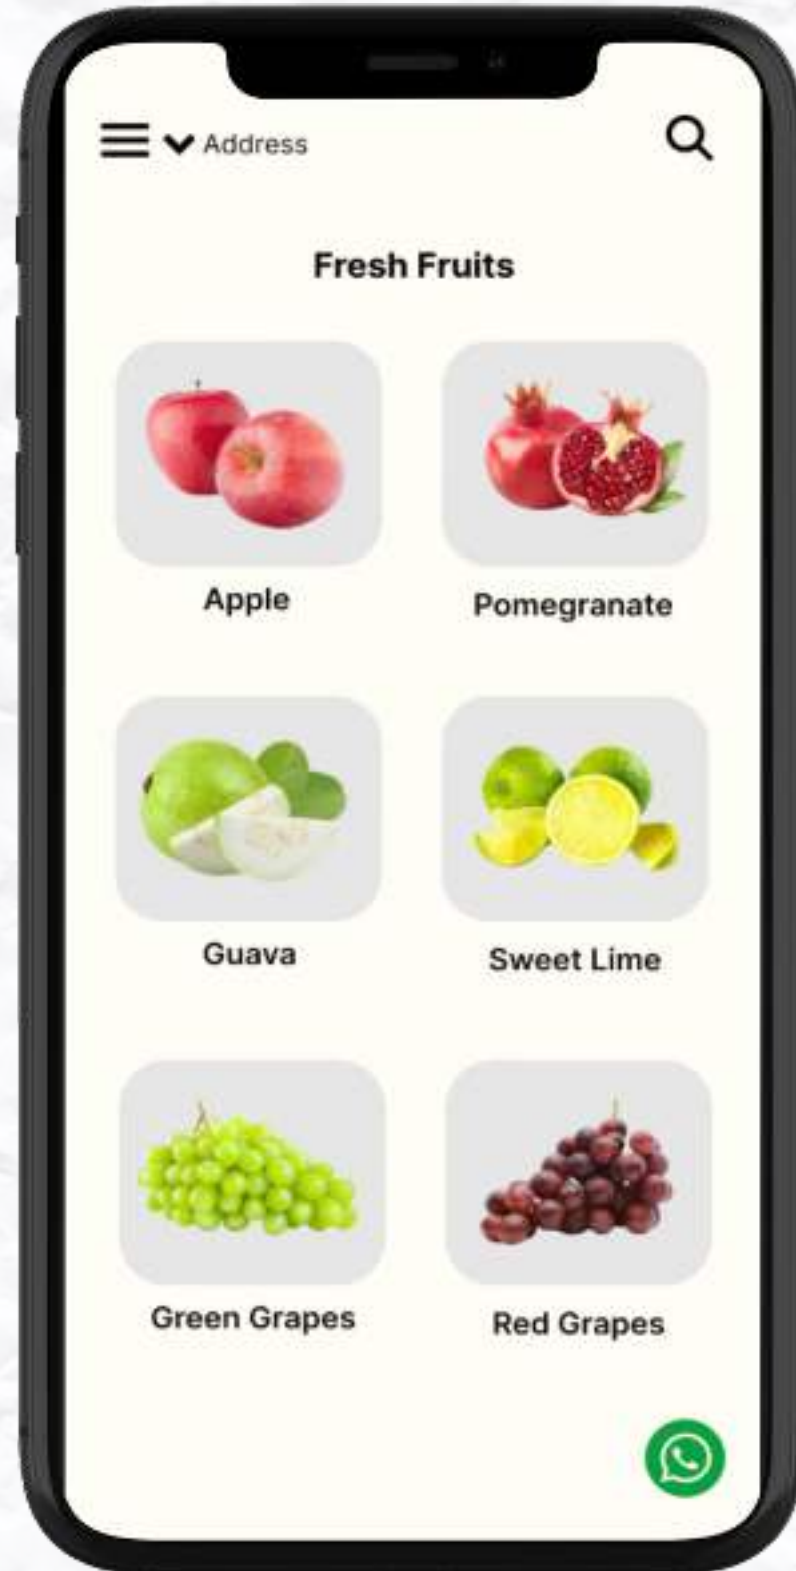 Address
Fresh Fruits
Apple
Pomegranate
Guava
Sweet Lime
Green Grapes
Red Grapes